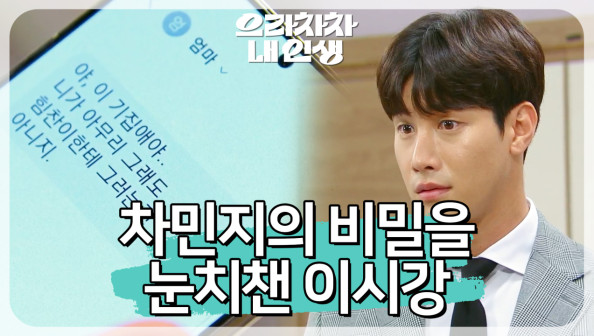 으라차차
내 인생
엄마
야, 이 기집애야..
니가 아무리 그래도
힘찬이한테 그러는
아니지.
차민지의 비밀을
눈치챈 이시강